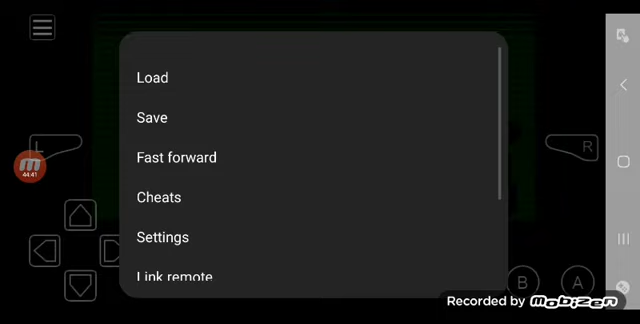 Load
Save
Fast forward
Cheats
Settings
Link remote
L
R
44:41
B
A
Recorded by Mobizen